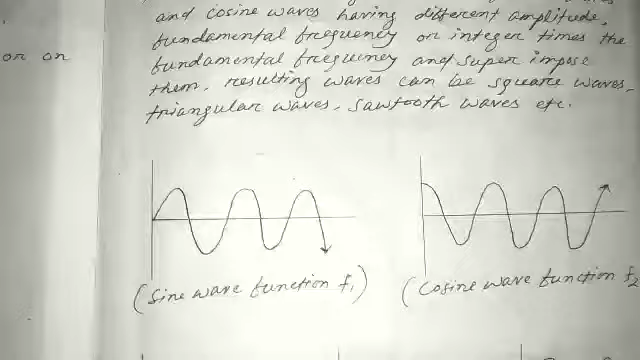 and cosine waves having different amplitude,
or on
fundamental frequency or integer times the
fundamental frequency and super impose
them, resulting waves can be square waves,
triangular waves, sawtooth waves etc.
(Sine wave function f1)
(Cosine wave function f2